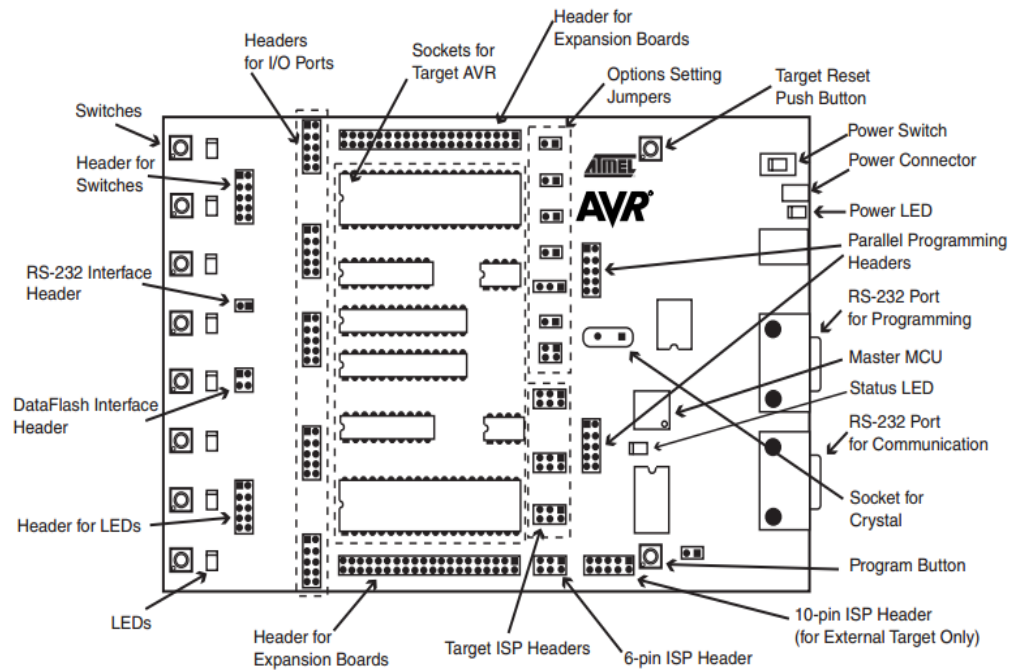 Header for
Expansion Boards
Headers
for I/O Ports
Sockets for
Target AVR
Options Setting
Jumpers
Target Reset
Push Button
Switches
Header for
Switches
Power Switch
Power Connector
ATMEL
AVR
Power LED
Parallel Programming
Headers
RS-232 Interface
Header
RS-232 Port
for Programming
Master MCU
Status LED
DataFlash Interface
Header
RS-232 Port
for Communication
Socket for
Crystal
Header for LEDs
Program Button
LEDs
10-pin ISP Header
(for External Target Only)
Header for
Expansion Boards
Target ISP Headers
6-pin ISP Header